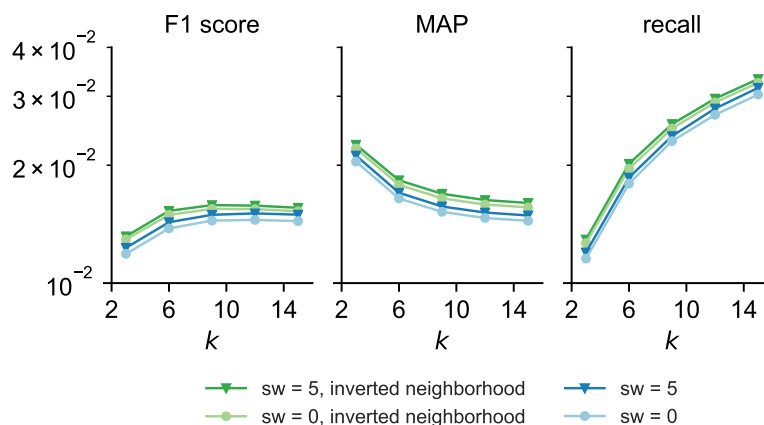 F1 score MAP recall
4 × 10⁻²
3 × 10⁻²
2 × 10⁻²
10⁻²
2 6 10 14 2 6 10 14 2 6 10 14
k k k
sw = 5, inverted neighborhood sw = 5
sw = 0, inverted neighborhood sw = 0